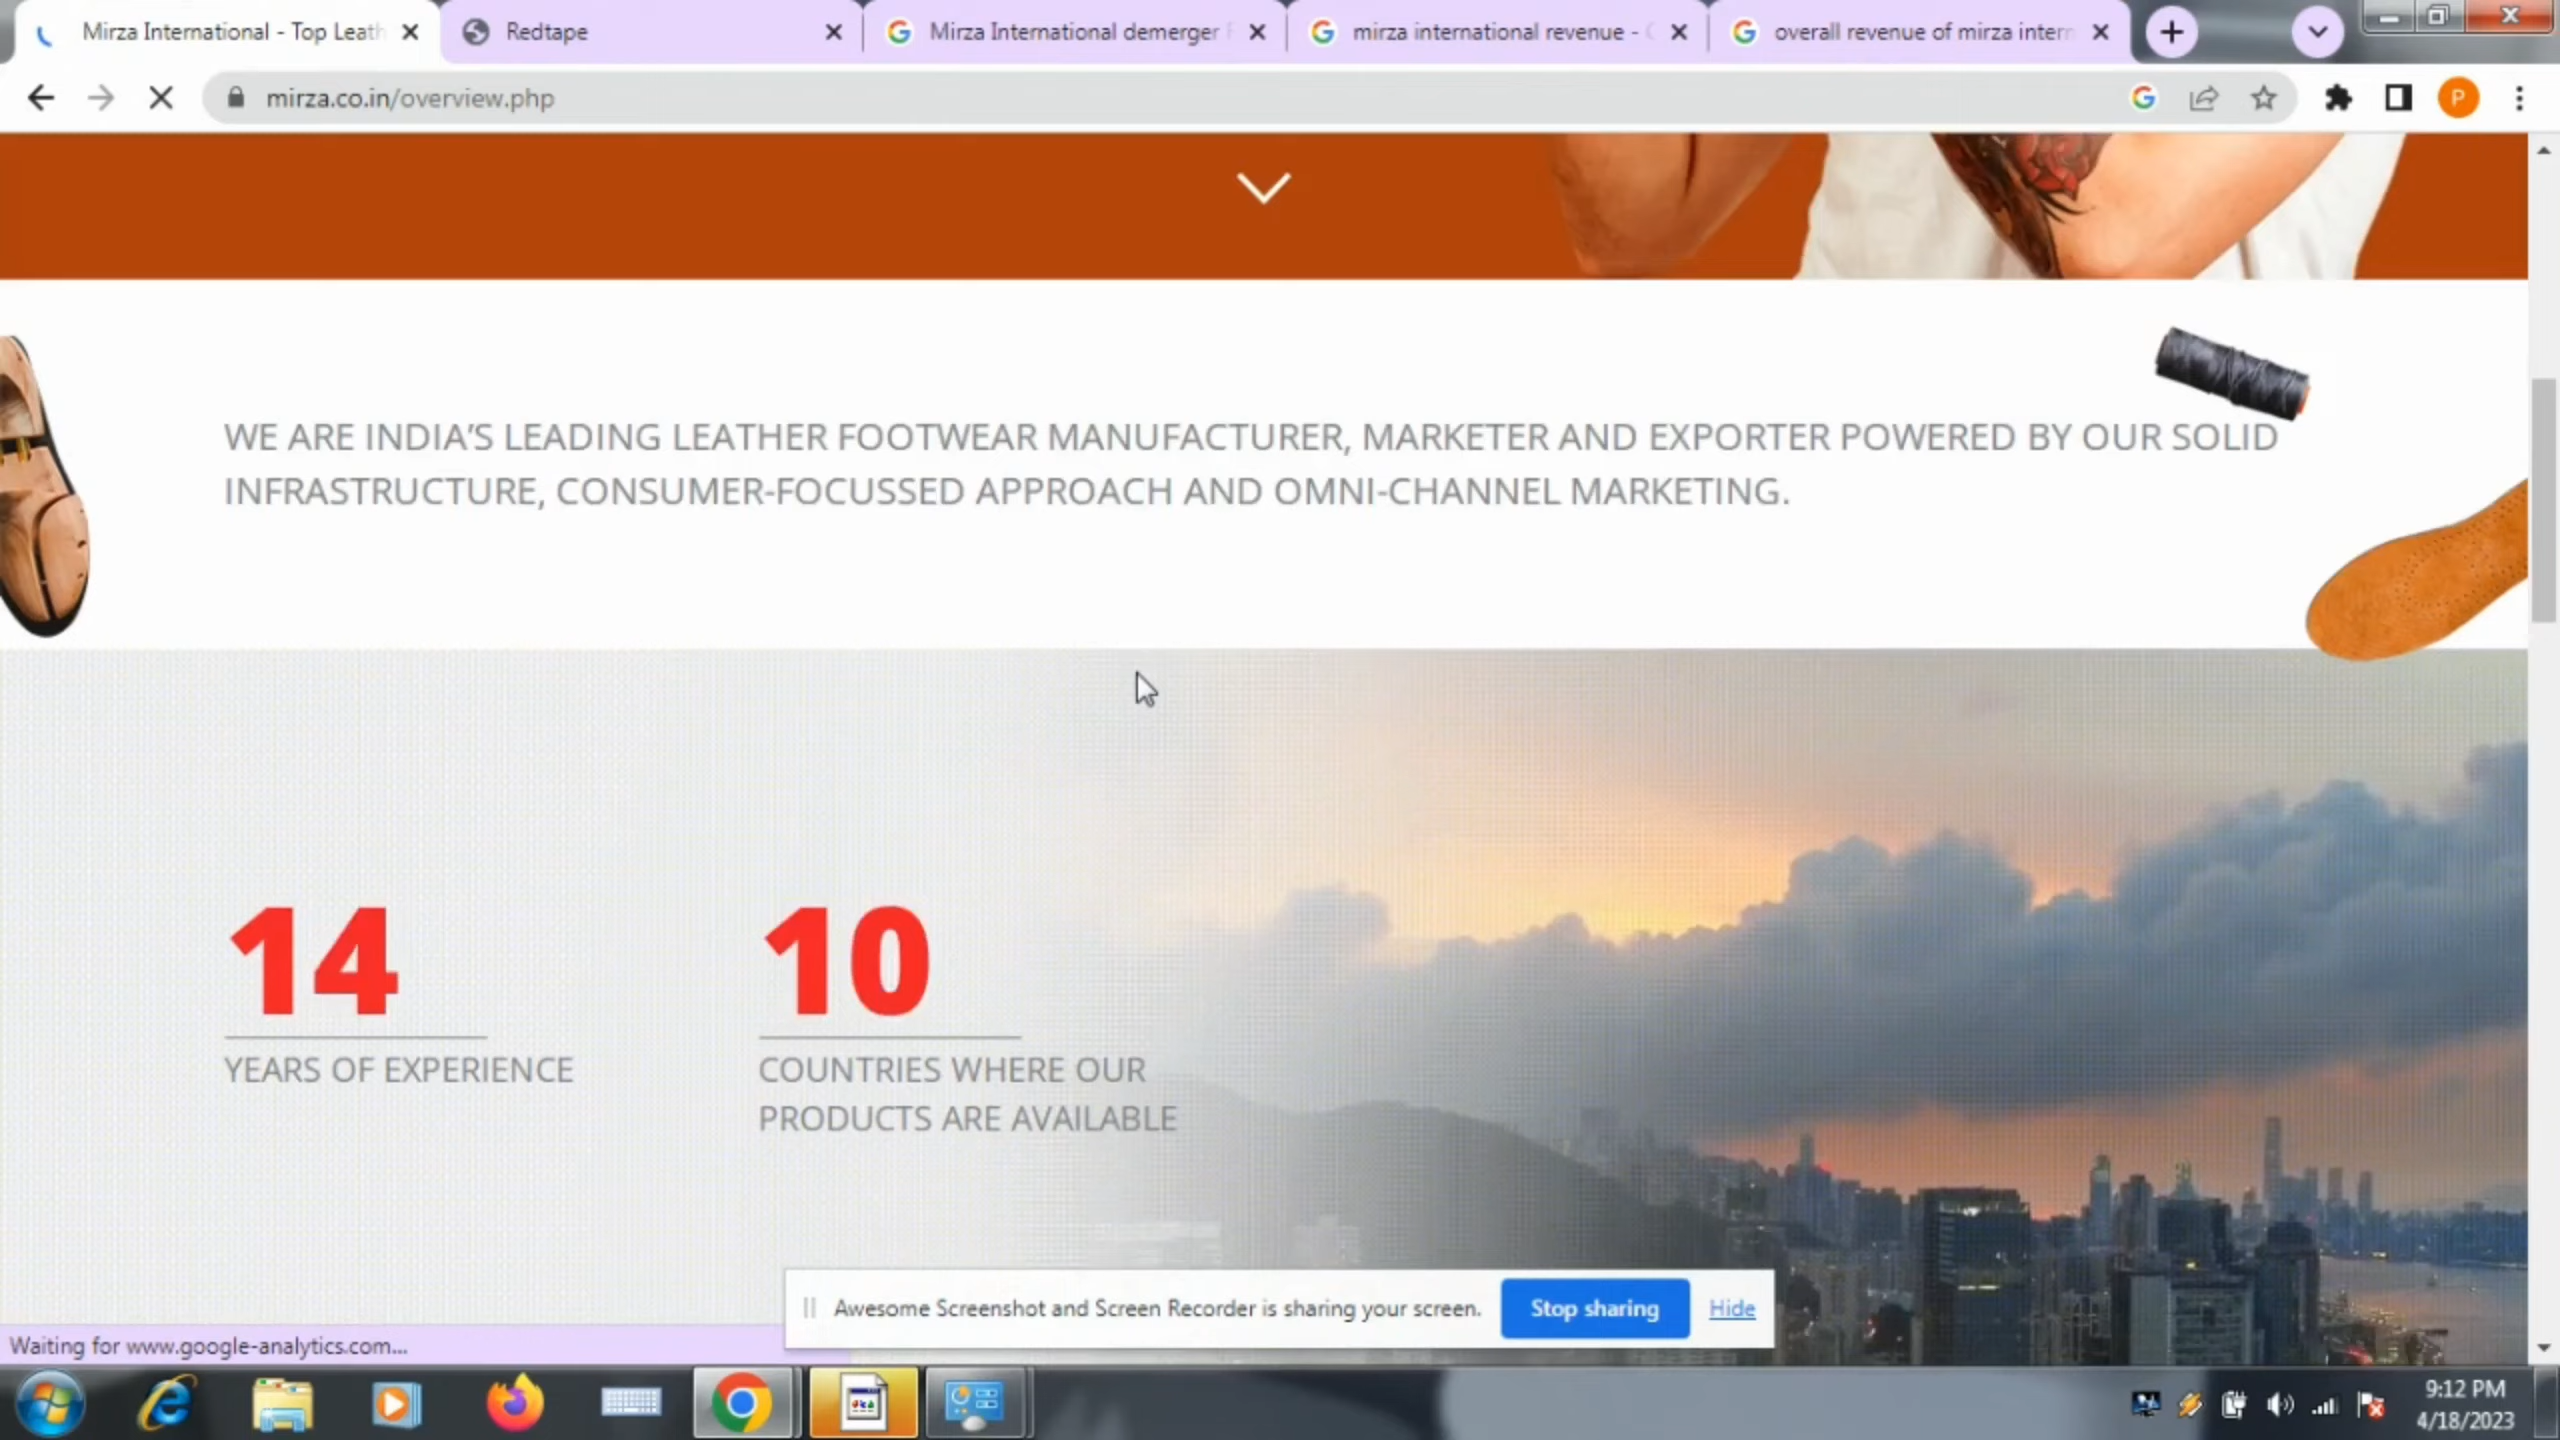 Mirza International - Top Leath
Redtape
Mirza International demerger
mirza international revenue -
overall revenue of mirza intern
mirza.co.in/overview.php
P
WE ARE INDIA'S LEADING LEATHER FOOTWEAR MANUFACTURER, MARKETER AND EXPORTER POWERED BY OUR SOLID
INFRASTRUCTURE, CONSUMER-FOCUSSED APPROACH AND OMNI-CHANNEL MARKETING.
14
YEARS OF EXPERIENCE
10
COUNTRIES WHERE OUR
PRODUCTS ARE AVAILABLE
Awesome Screenshot and Screen Recorder is sharing your screen.
Stop sharing
Hide
Waiting for www.google-analytics.com...
9:12 PM
4/18/2023